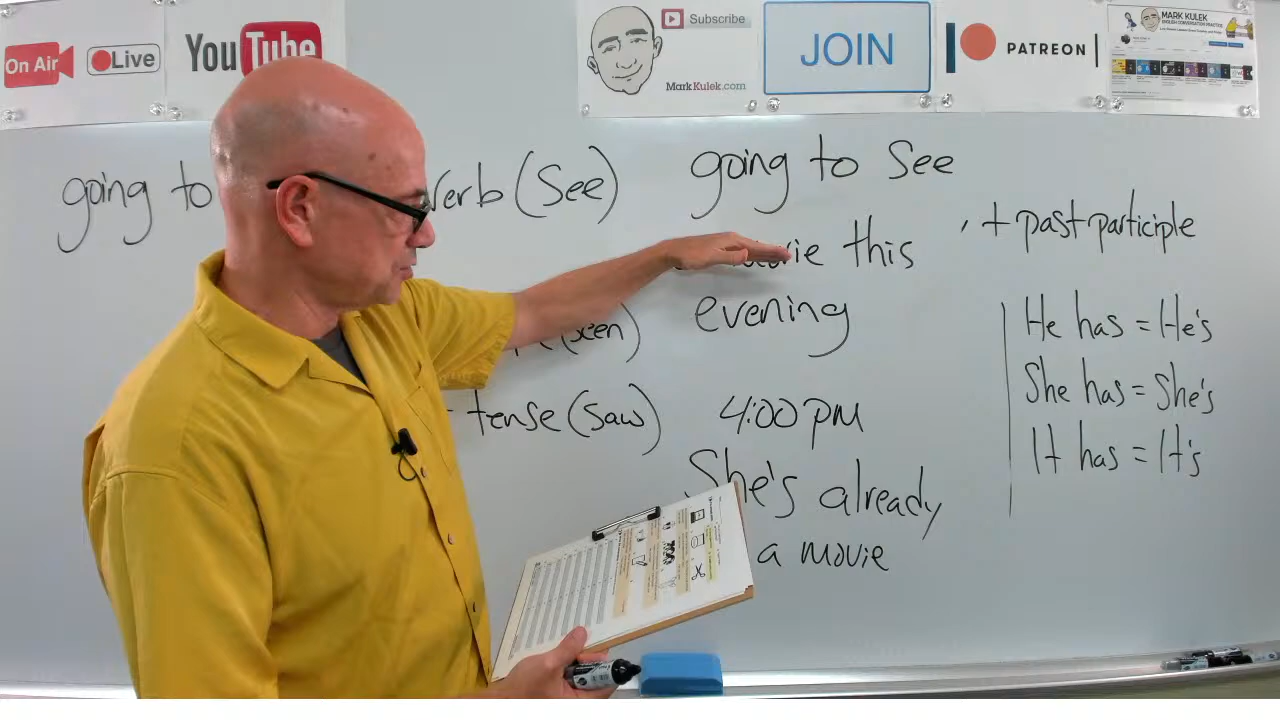 On Air
Live
YouTube
Subscribe
MarkKulek.com
JOIN
PATREON
MARK KULEK
going to
Verb (See)
(seen)
tense (Saw)
going to See
this
evening
4:00 PM
She's already
a movie
+ past participle
He has = He's
She has = She's
It has = It's